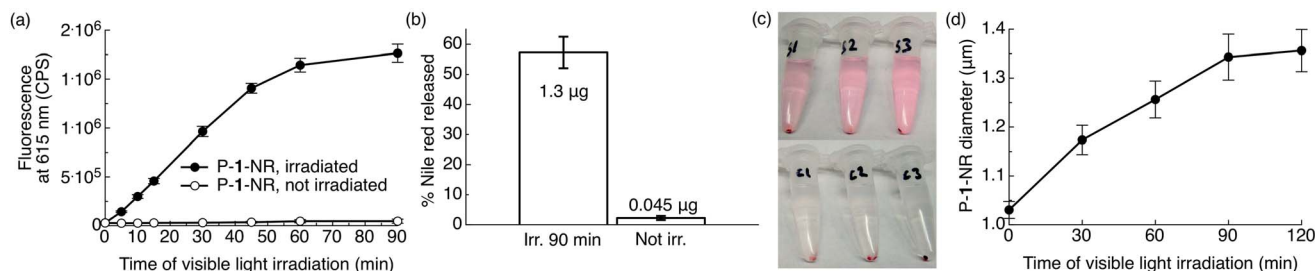 (a)
Fluorescence
at 615 nm (CPS)
2·10⁶
1·10⁶
1·10⁶
5·10⁵
0
P-1-NR, irradiated
P-1-NR, not irradiated
0 10 20 30 40 50 60 70 80 90
Time of visible light irradiation (min)
(b)
% Nile red released
60
50
40
30
20
10
0
1.3 µg
0.045 µg
Irr. 90 min Not irr.
(c)
S1 S2 S3
(d)
P-1-NR diameter (µm)
1.4
1.3
1.2
1.1
1.0
0 30 60 90 120
Time of visible light irradiation (min)